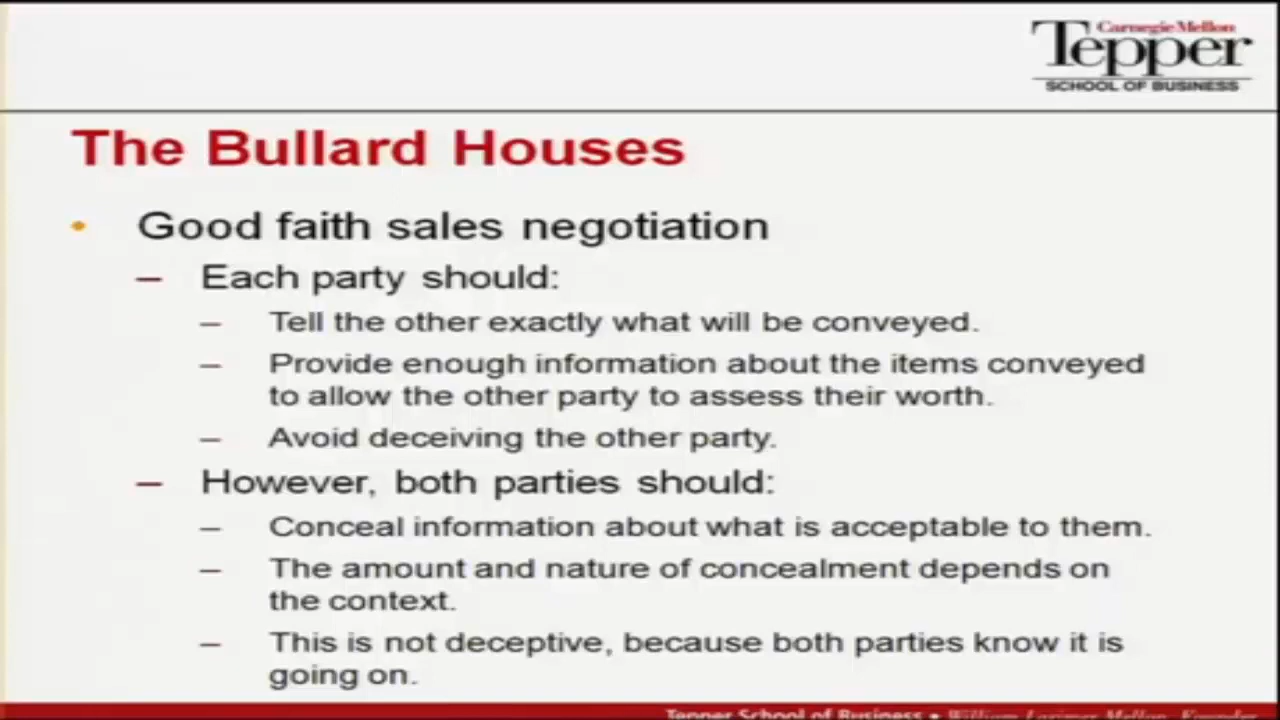 Carnegie Mellon
Tepper
SCHOOL OF BUSINESS
The Bullard Houses
• Good faith sales negotiation
– Each party should:
– Tell the other exactly what will be conveyed.
– Provide enough information about the items conveyed
to allow the other party to assess their worth.
– Avoid deceiving the other party.
– However, both parties should:
– Conceal information about what is acceptable to them.
– The amount and nature of concealment depends on
the context.
– This is not deceptive, because both parties know it is
going on.
Tepper School of Business • William Larimer Mellon, Founder